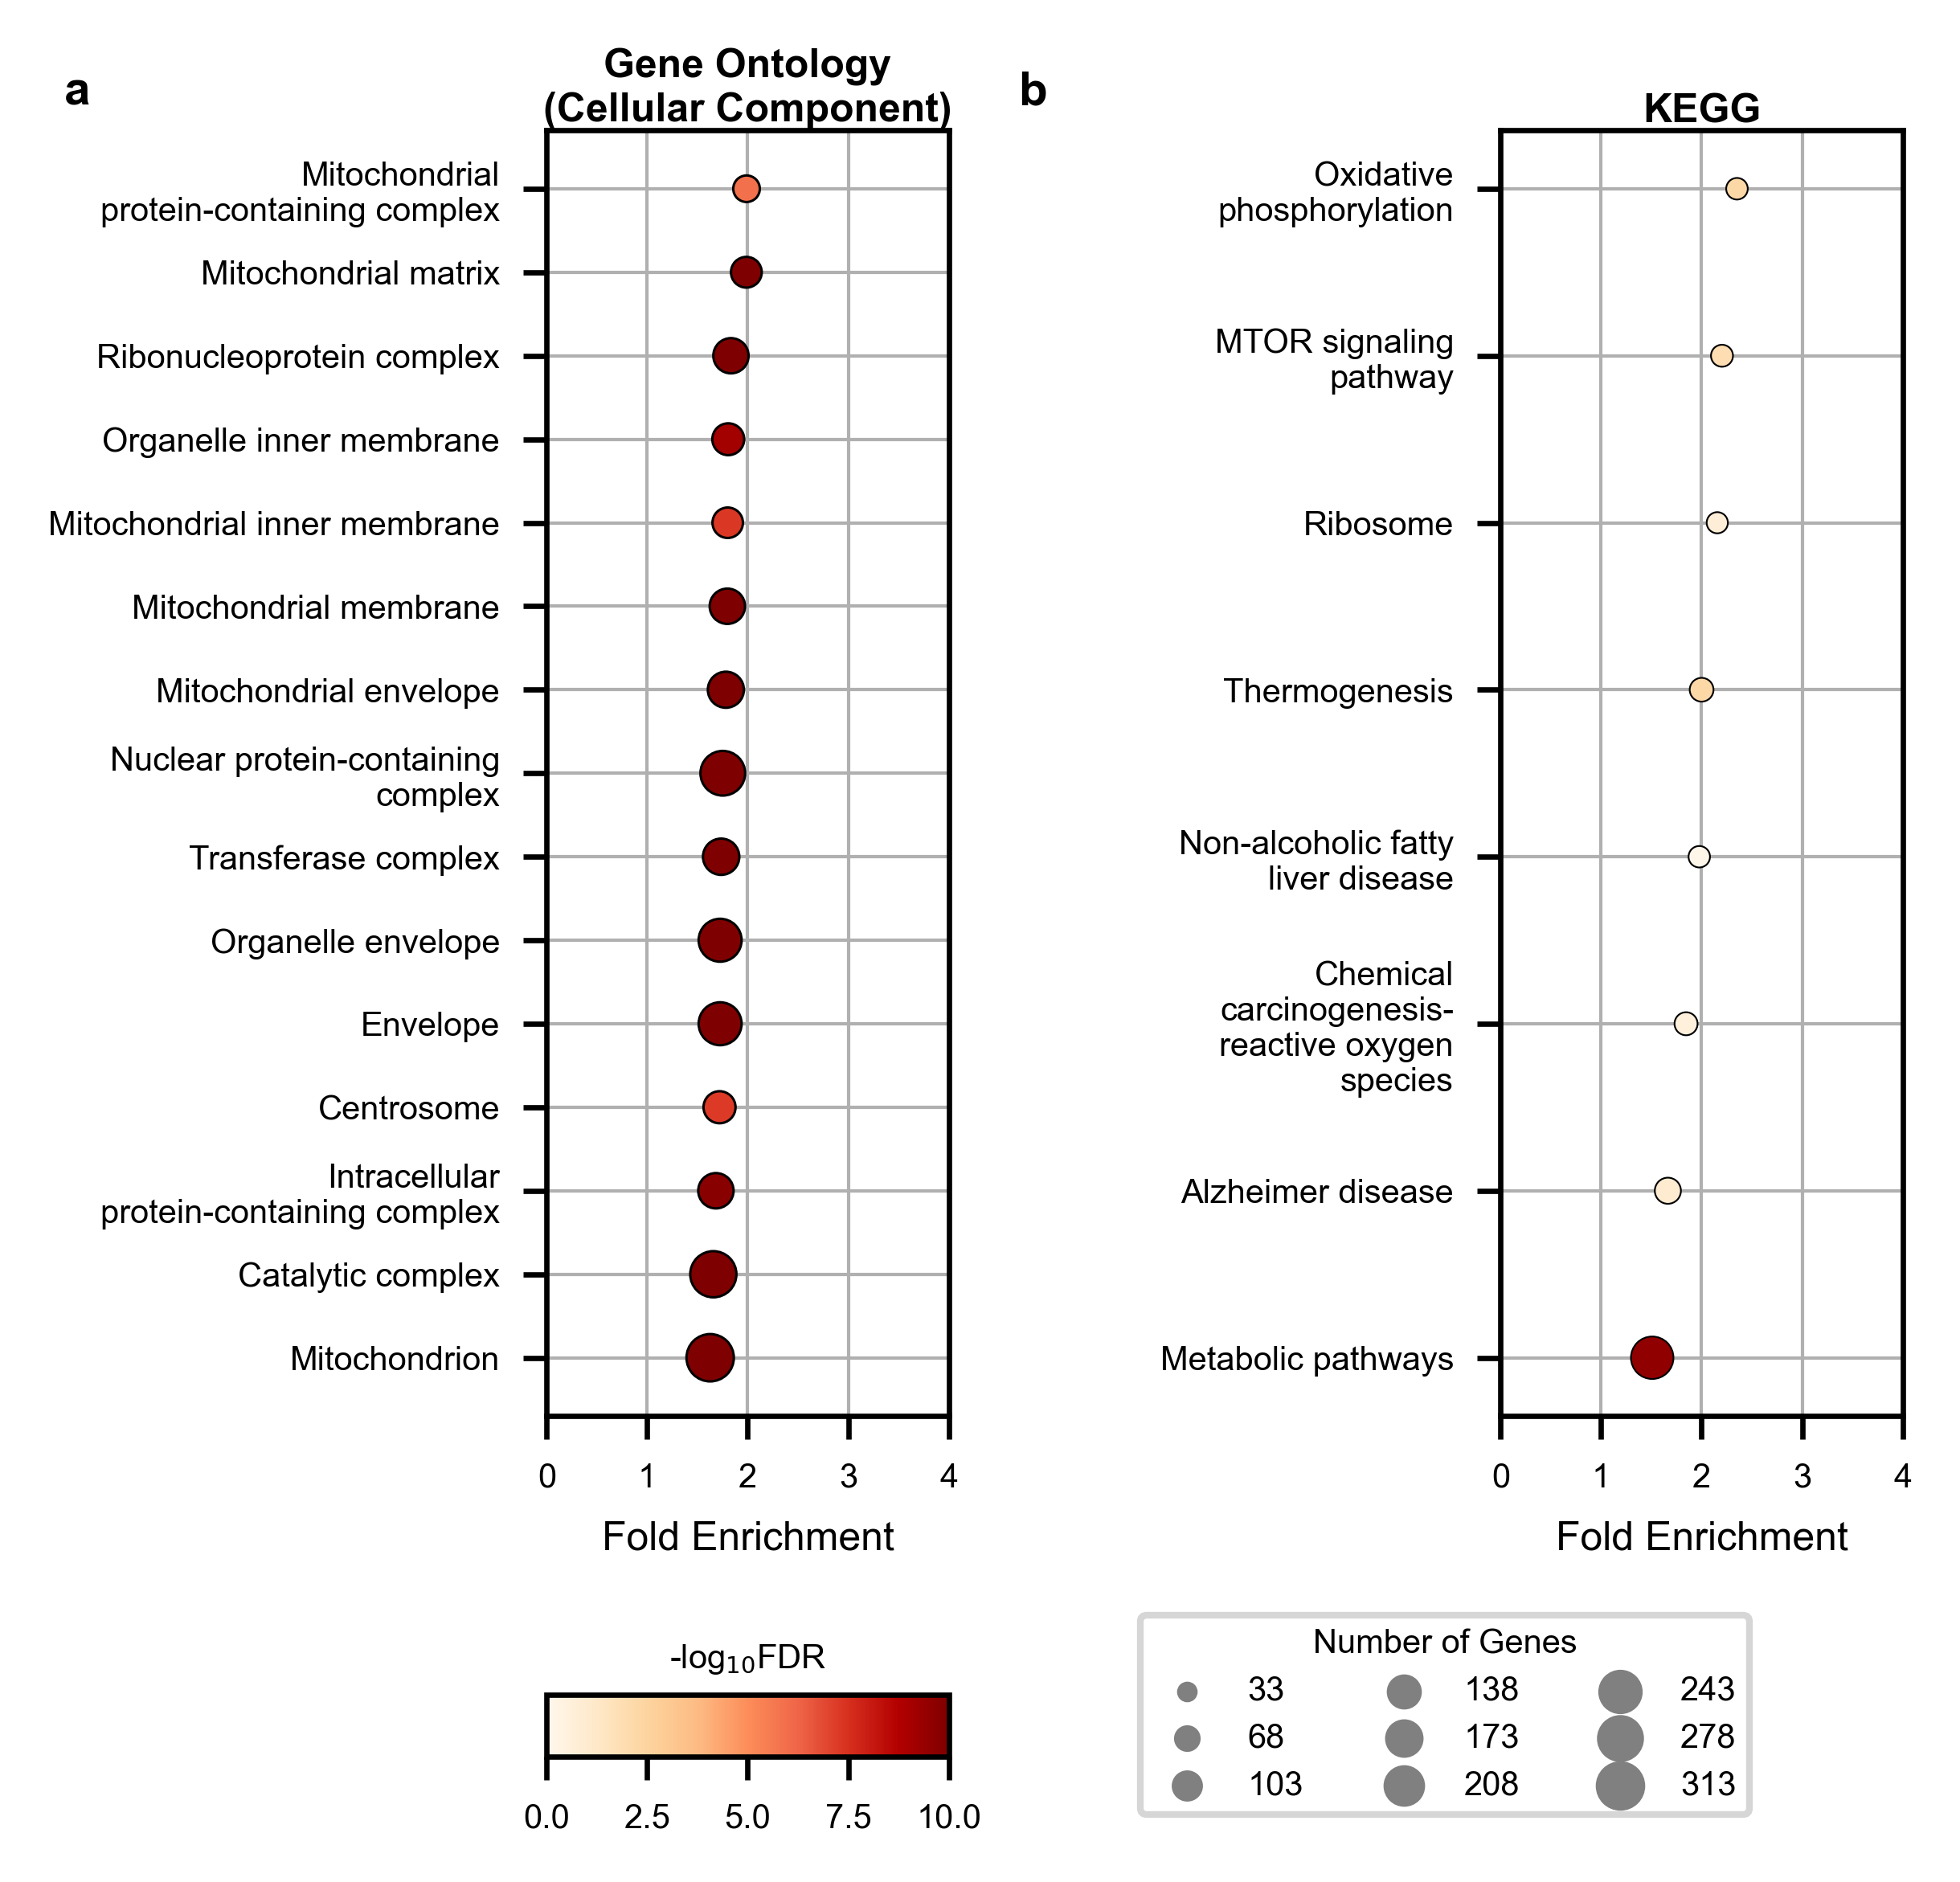 a
Gene Ontology
(Cellular Component)
Mitochondrial
protein-containing complex
Mitochondrial matrix
Ribonucleoprotein complex
Organelle inner membrane
Mitochondrial inner membrane
Mitochondrial membrane
Mitochondrial envelope
Nuclear protein-containing
complex
Transferase complex
Organelle envelope
Envelope
Centrosome
Intracellular
protein-containing complex
Catalytic complex
Mitochondrion
0 1 2 3 4
Fold Enrichment
b
KEGG
Oxidative
phosphorylation
MTOR signaling
pathway
Ribosome
Thermogenesis
Non-alcoholic fatty
liver disease
Chemical
carcinogenesis-
reactive oxygen
species
Alzheimer disease
Metabolic pathways
0 1 2 3 4
Fold Enrichment
-log₁₀FDR
0.0 2.5 5.0 7.5 10.0
Number of Genes
33 138 243
68 173 278
103 208 313